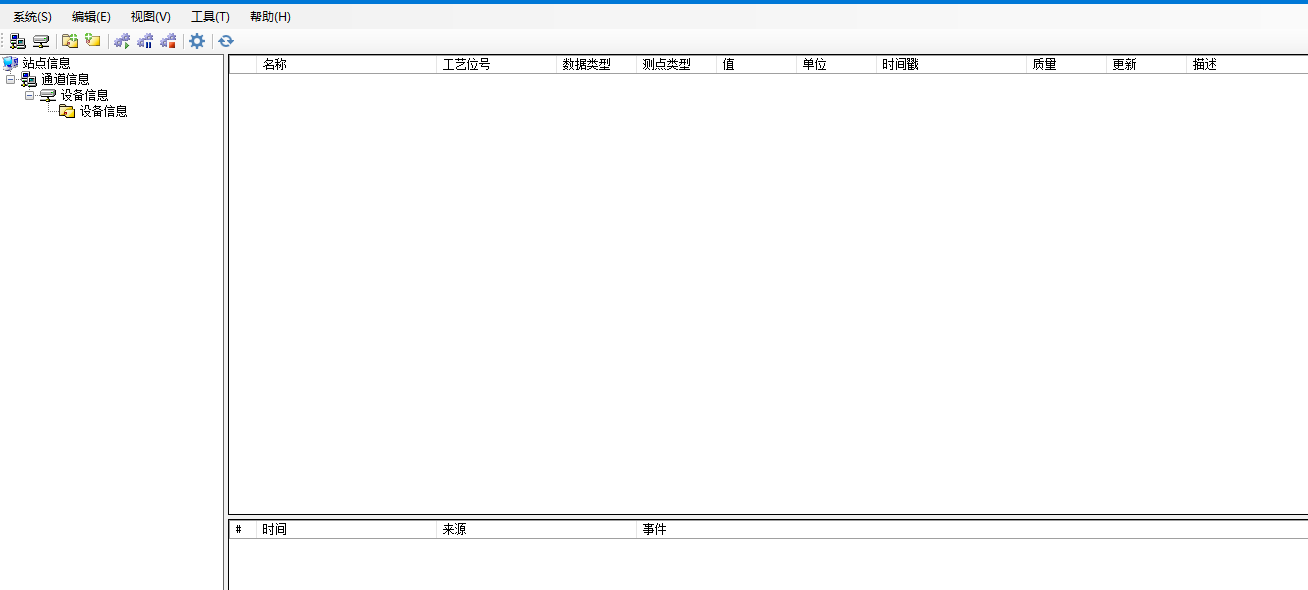 系统(S) 编辑(E) 视图(V) 工具(T) 帮助(H)
站点信息
通道信息
设备信息
设备信息
名称 工艺位号 数据类型 测点类型 值 单位 时间戳 质量 更新 描述
# 时间 来源 事件